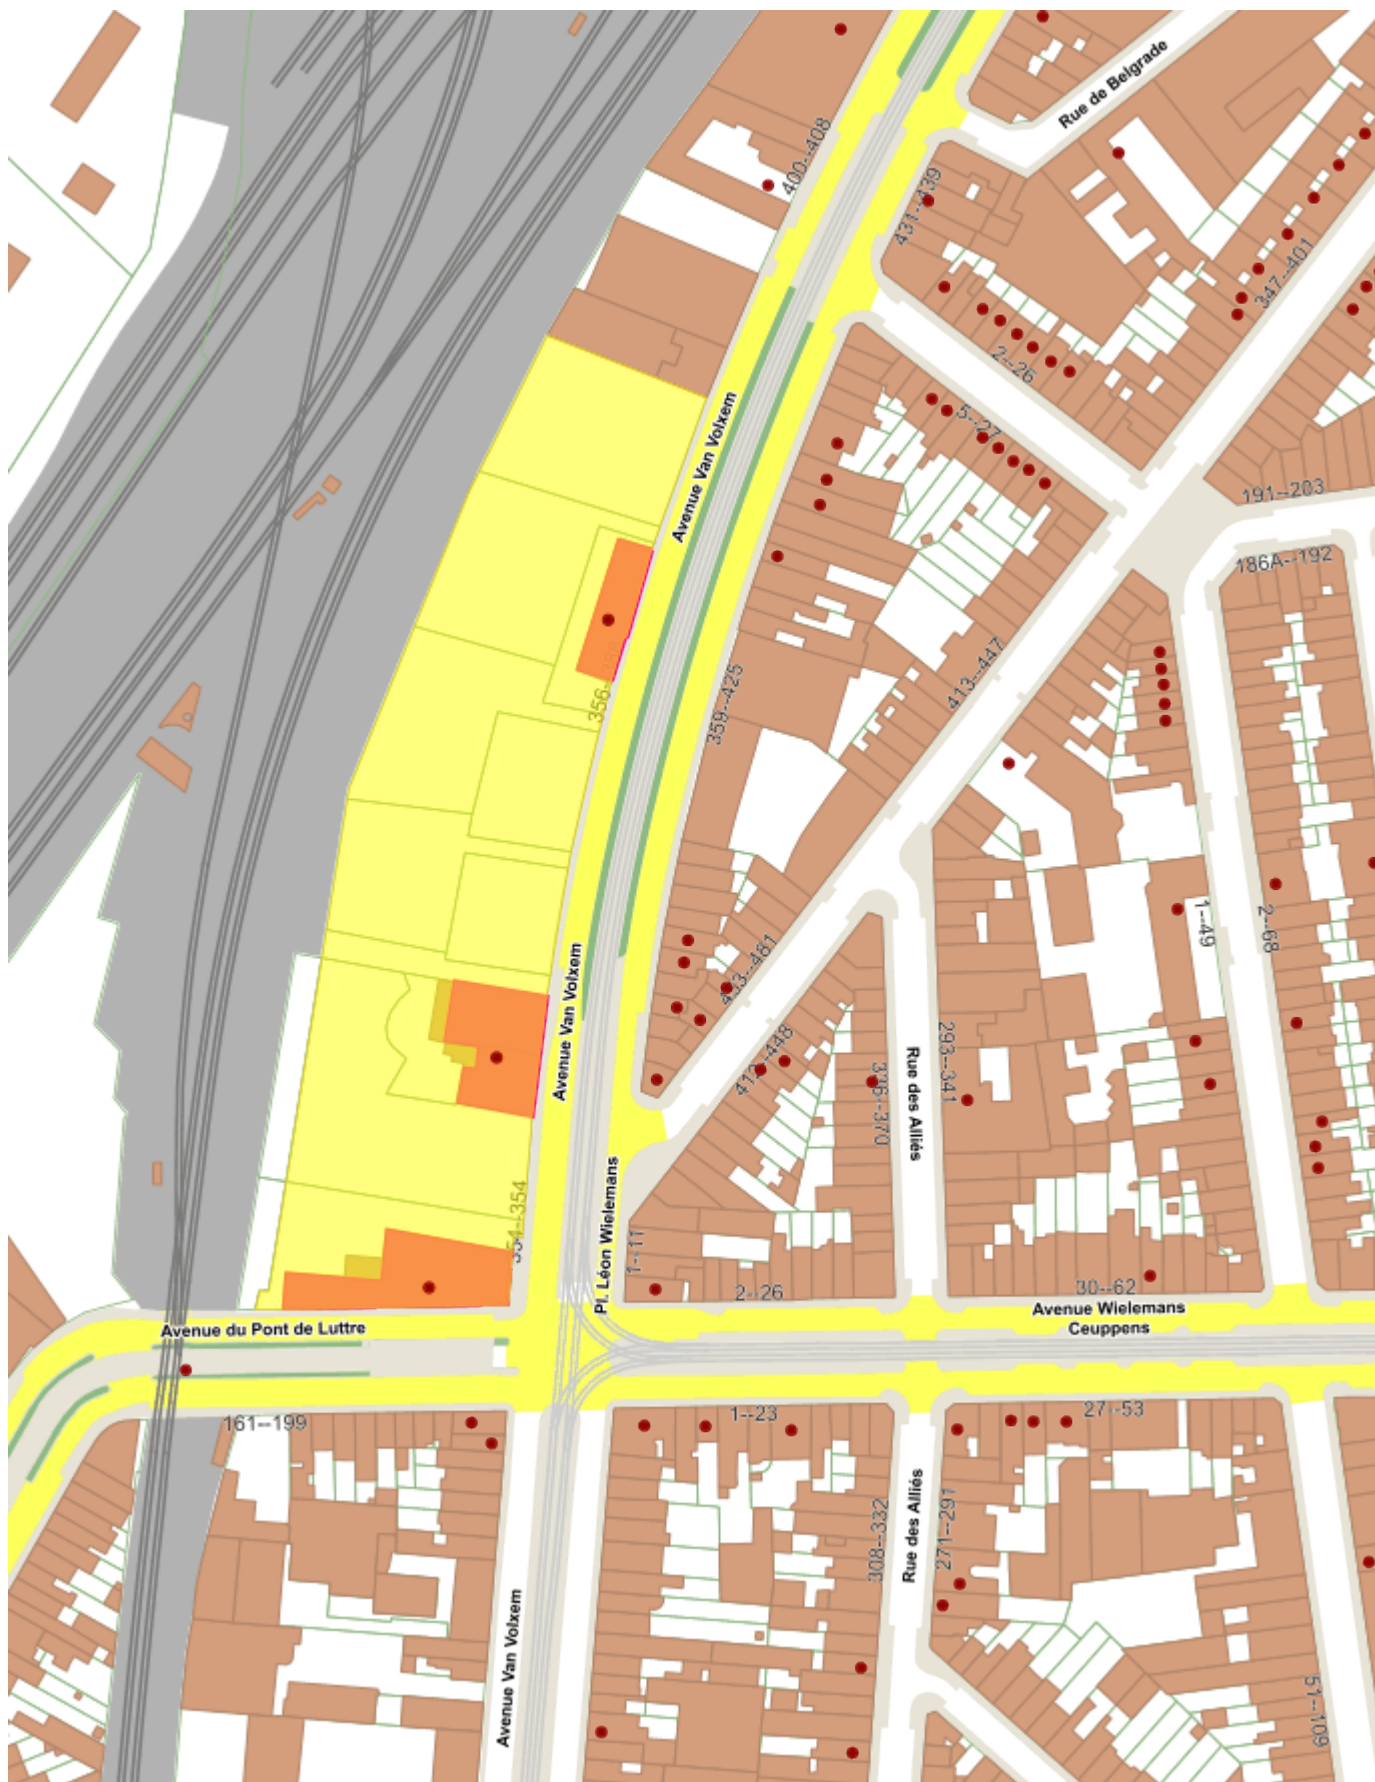 Rue de Belgrade
400--408
431--439
347--401
2--26
Avenue Van Volxem
5--27
191--203
186A--192
413--447
359--425
1--49
2--68
Avenue Van Volxem
412--448
316--370
Rue des Alliés
293--341
354--354
Pl. Léon Wielemans
1--11
2--26
30--62
Avenue Wielemans
Ceuppens
Avenue du Pont de Luttre
161--199
1--23
27--53
308--332
Rue des Alliés
271--291
Avenue Van Volxem
51--109